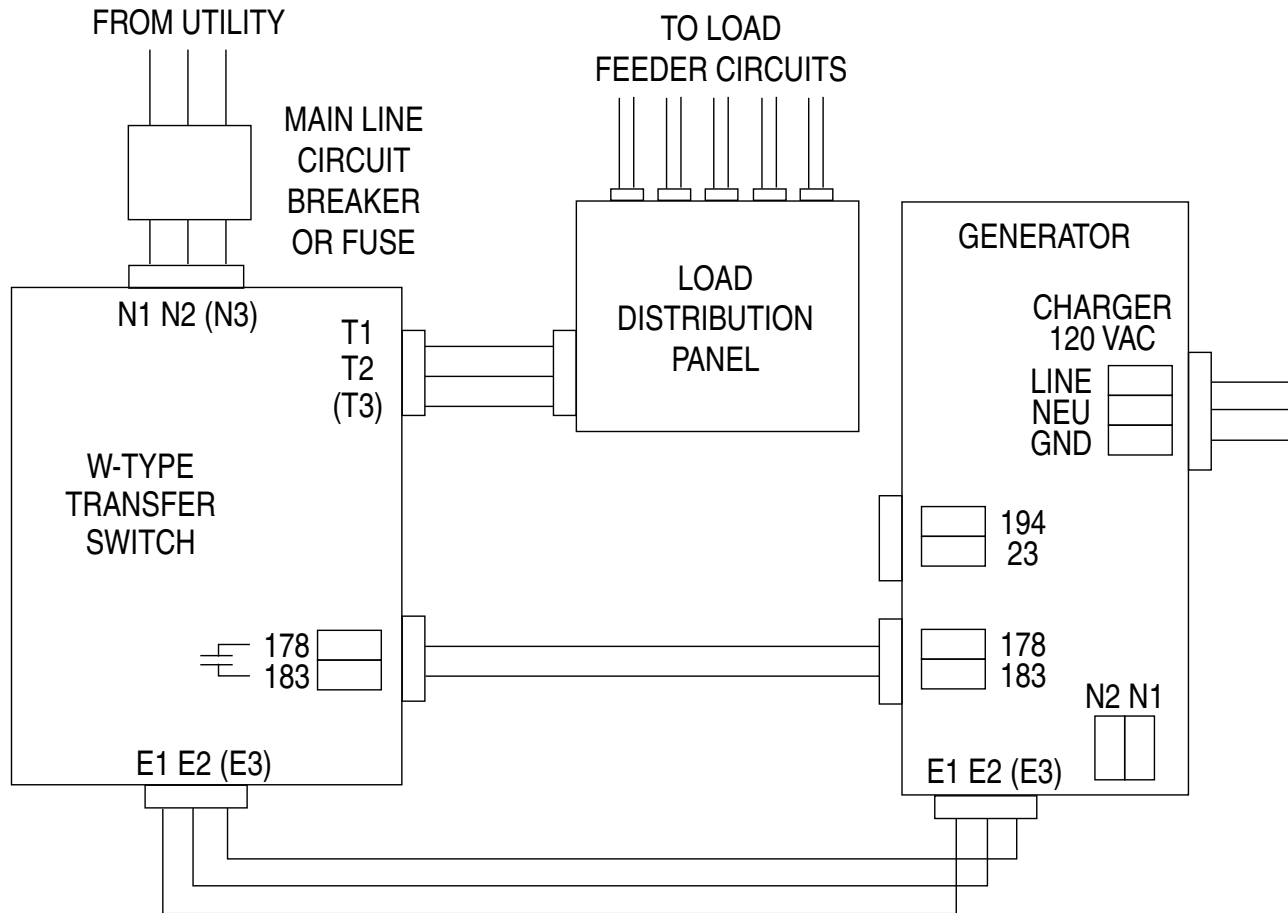 FROM UTILITY
MAIN LINE
CIRCUIT
BREAKER
OR FUSE
TO LOAD
FEEDER CIRCUITS
LOAD
DISTRIBUTION
PANEL
N1 N2 (N3)
T1
T2
(T3)
W-TYPE
TRANSFER
SWITCH
178
183
E1 E2 (E3)
GENERATOR
CHARGER
120 VAC
LINE
NEU
GND
194
23
178
183
N2 N1
E1 E2 (E3)